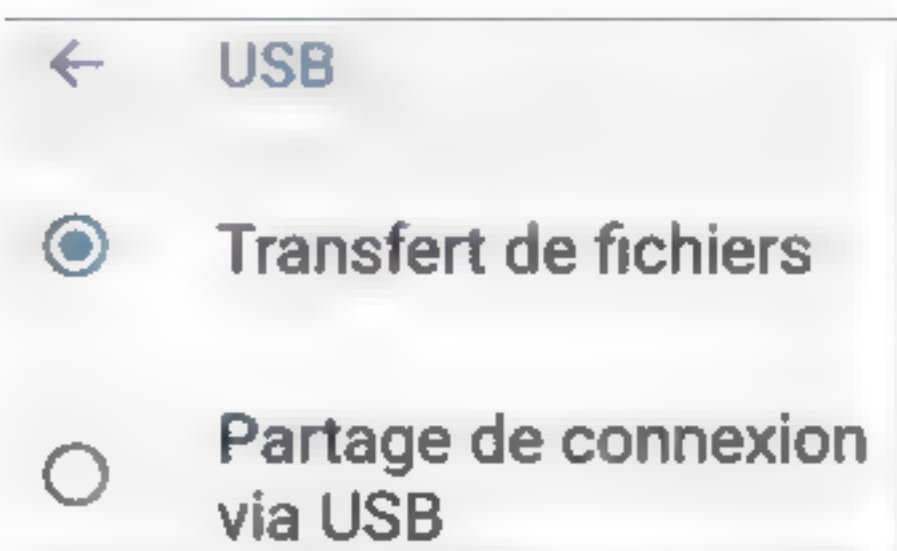 USB
Transfert de fichiers
Partage de connexion
via USB